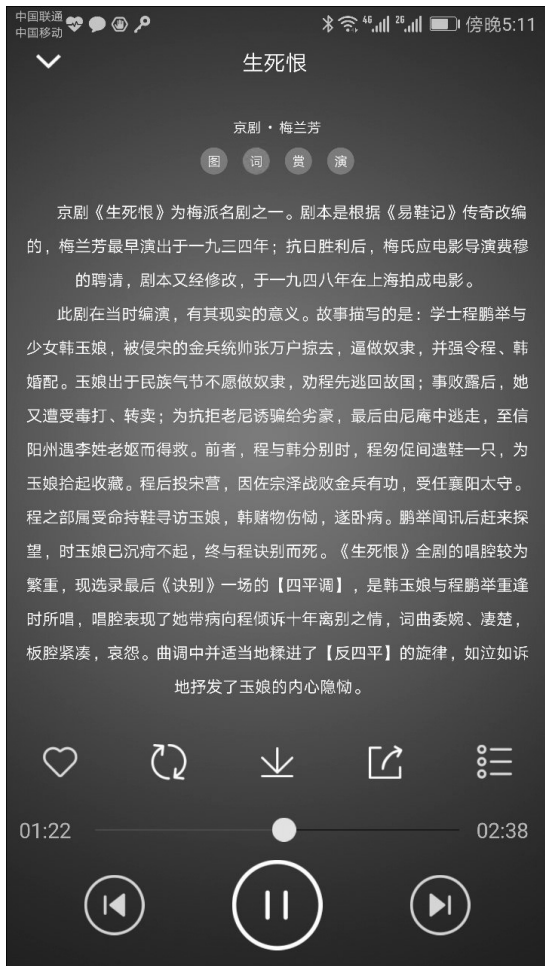 中国联通
中国移动
4G
2G
傍晚5:11
生死恨
京剧·梅兰芳
图 词 赏 演
京剧《生死恨》为梅派名剧之一。剧本是根据《易鞋记》传奇改编
的，梅兰芳最早演出于一九三四年；抗日胜利后，梅氏应电影导演费穆
的聘请，剧本又经修改，于一九四八年在上海拍成电影。
此剧在当时编演，有其现实的意义。故事描写的是：学士程鹏举与
少女韩玉娘，被侵宋的金兵统帅张万户掠去，逼做奴隶，并强令程、韩
婚配。玉娘出于民族气节不愿做奴隶，劝程先逃回故国；事败露后，她
又遭受毒打、转卖；为抗拒老尼诱骗给劣豪，最后由尼庵中逃走，至信
阳州遇李姓老妪而得救。前者，程与韩分别时，程匆促间遗鞋一只，为
玉娘拾起收藏。程后投宋营，因佐宗泽战败金兵有功，受任襄阳太守。
程之部属受命持鞋寻访玉娘，韩赌物伤恸，遂卧病。鹏举闻讯后赶来探
望，时玉娘已沉疴不起，终与程诀别而死。《生死恨》全剧的唱腔较为
繁重，现选录最后《诀别》一场的【四平调】，是韩玉娘与程鹏举重逢
时所唱，唱腔表现了她带病向程倾诉十年离别之情，词曲委婉、凄楚，
板腔紧凑，哀怨。曲调中并适当地糅进了【反四平】的旋律，如泣如诉
地抒发了玉娘的内心隐恸。
01:22
02:38